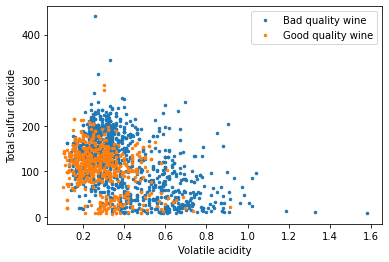 Bad quality wine
Good quality wine
Total sulfur dioxide
400
300
200
100
0
0.2 0.4 0.6 0.8 1.0 1.2 1.4 1.6
Volatile acidity